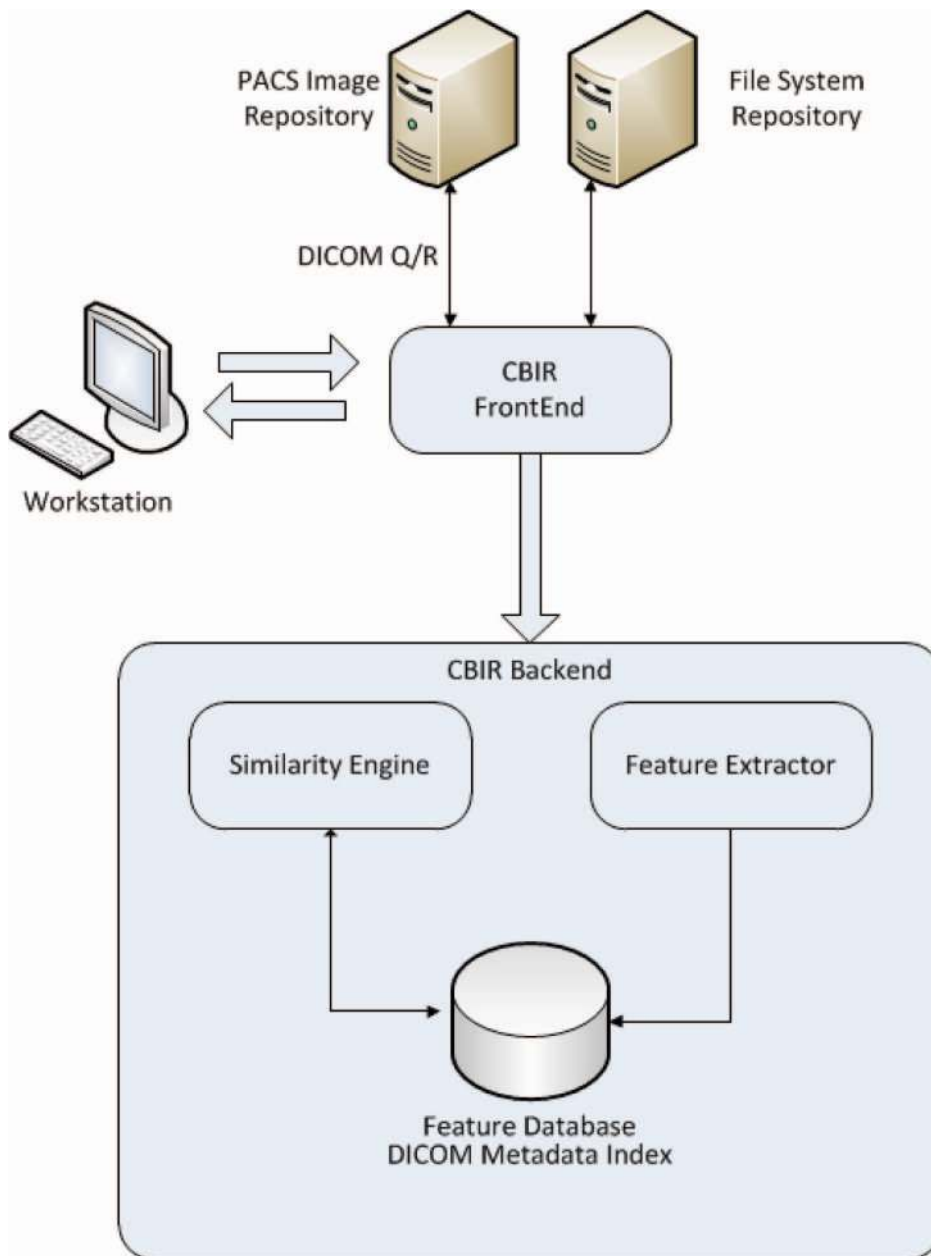 PACS Image
Repository
File System
Repository
DICOM Q/R
CBIR
FrontEnd
Workstation
CBIR Backend
Similarity Engine
Feature Extractor
Feature Database
DICOM Metadata Index